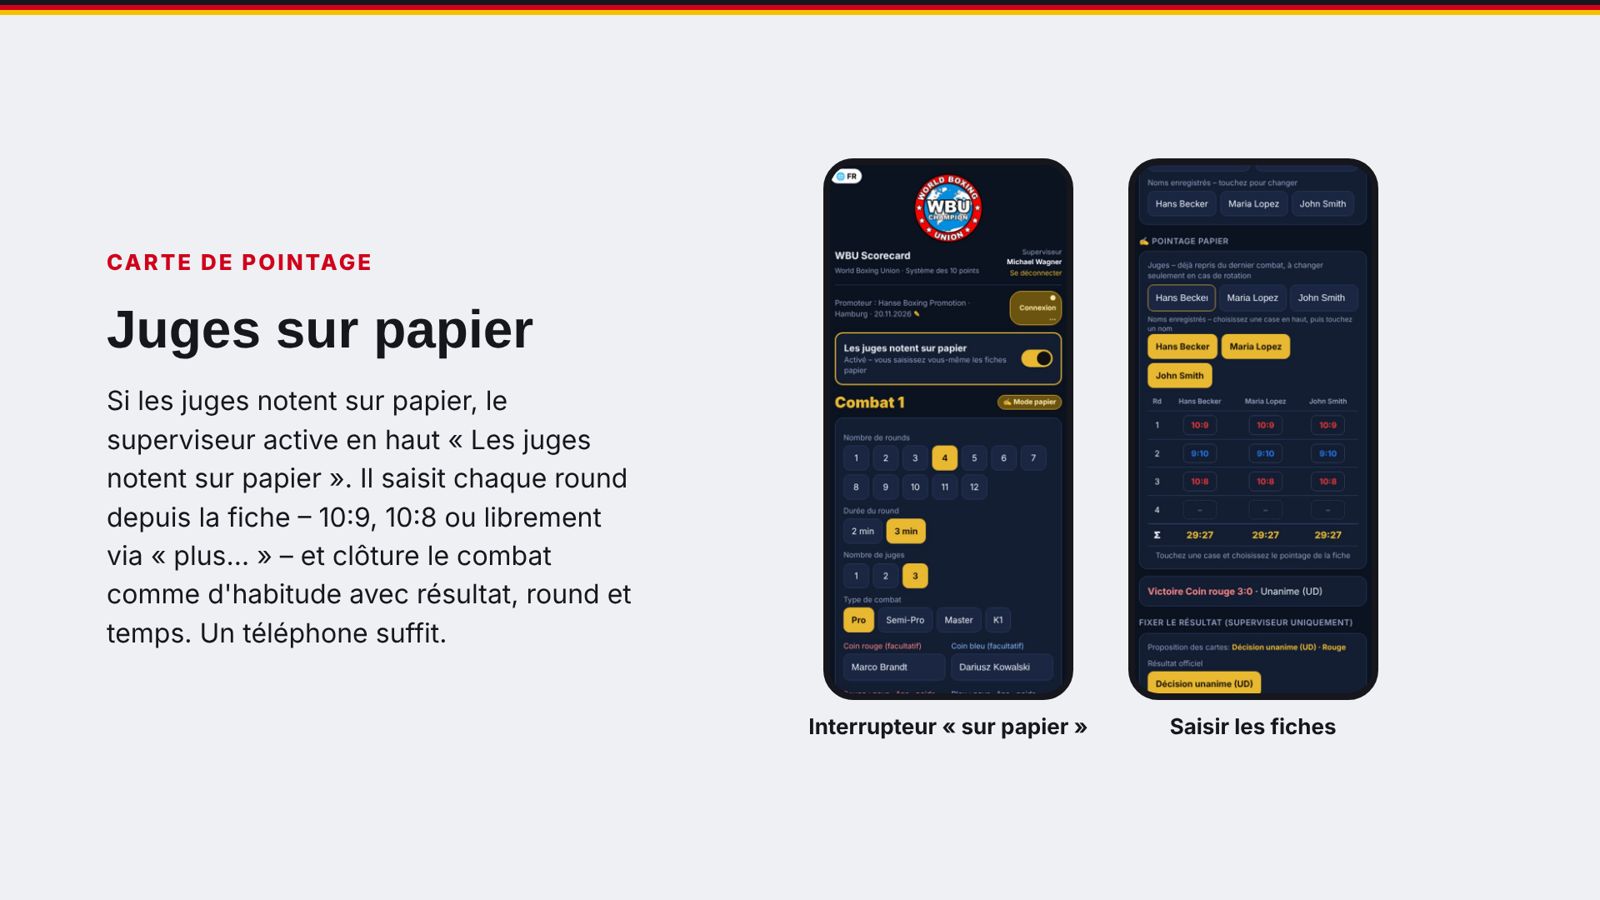 CARTE DE POINTAGE
Juges sur papier
Si les juges notent sur papier, le
superviseur active en haut « Les juges
notent sur papier ». Il saisit chaque round
depuis la fiche – 10:9, 10:8 ou librement
via « plus… » – et clôture le combat
comme d'habitude avec résultat, round et
temps. Un téléphone suffit.
FR
WORLD BOXING
WBU
CHAMPION
UNION
WBU Scorecard
World Boxing Union · Système des 10 points
Superviseur
Michael Wagner
Se déconnecter
Promoteur : Hanse Boxing Promotion ·
Hamburg · 20.11.2026
Connexion
...
Les juges notent sur papier
Activé – vous saisissez vous-même les fiches
papier
Combat 1
Mode papier
Nombre de rounds
1 2 3 4 5 6 7
8 9 10 11 12
Durée du round
2 min 3 min
Nombre de juges
1 2 3
Type de combat
Pro Semi-Pro Master K1
Coin rouge (facultatif) Coin bleu (facultatif)
Marco Brandt Dariusz Kowalski
Interrupteur « sur papier »
Noms enregistrés – touchez pour changer
Hans Becker Maria Lopez John Smith
POINTAGE PAPIER
Juges – déjà repris du dernier combat, à changer
seulement en cas de rotation
Hans Becker Maria Lopez John Smith
Noms enregistrés – choisissez une case en haut, puis touchez
un nom
Hans Becker Maria Lopez
John Smith
Rd Hans Becker Maria Lopez John Smith
1 10:9 10:9 10:9
2 9:10 9:10 9:10
3 10:8 10:8 10:8
4 – – –
Σ 29:27 29:27 29:27
Touchez une case et choisissez le pointage de la fiche
Victoire Coin rouge 3:0 · Unanime (UD)
FIXER LE RÉSULTAT (SUPERVISEUR UNIQUEMENT)
Proposition des cartes: Décision unanime (UD) · Rouge
Résultat officiel
Décision unanime (UD)
Saisir les fiches